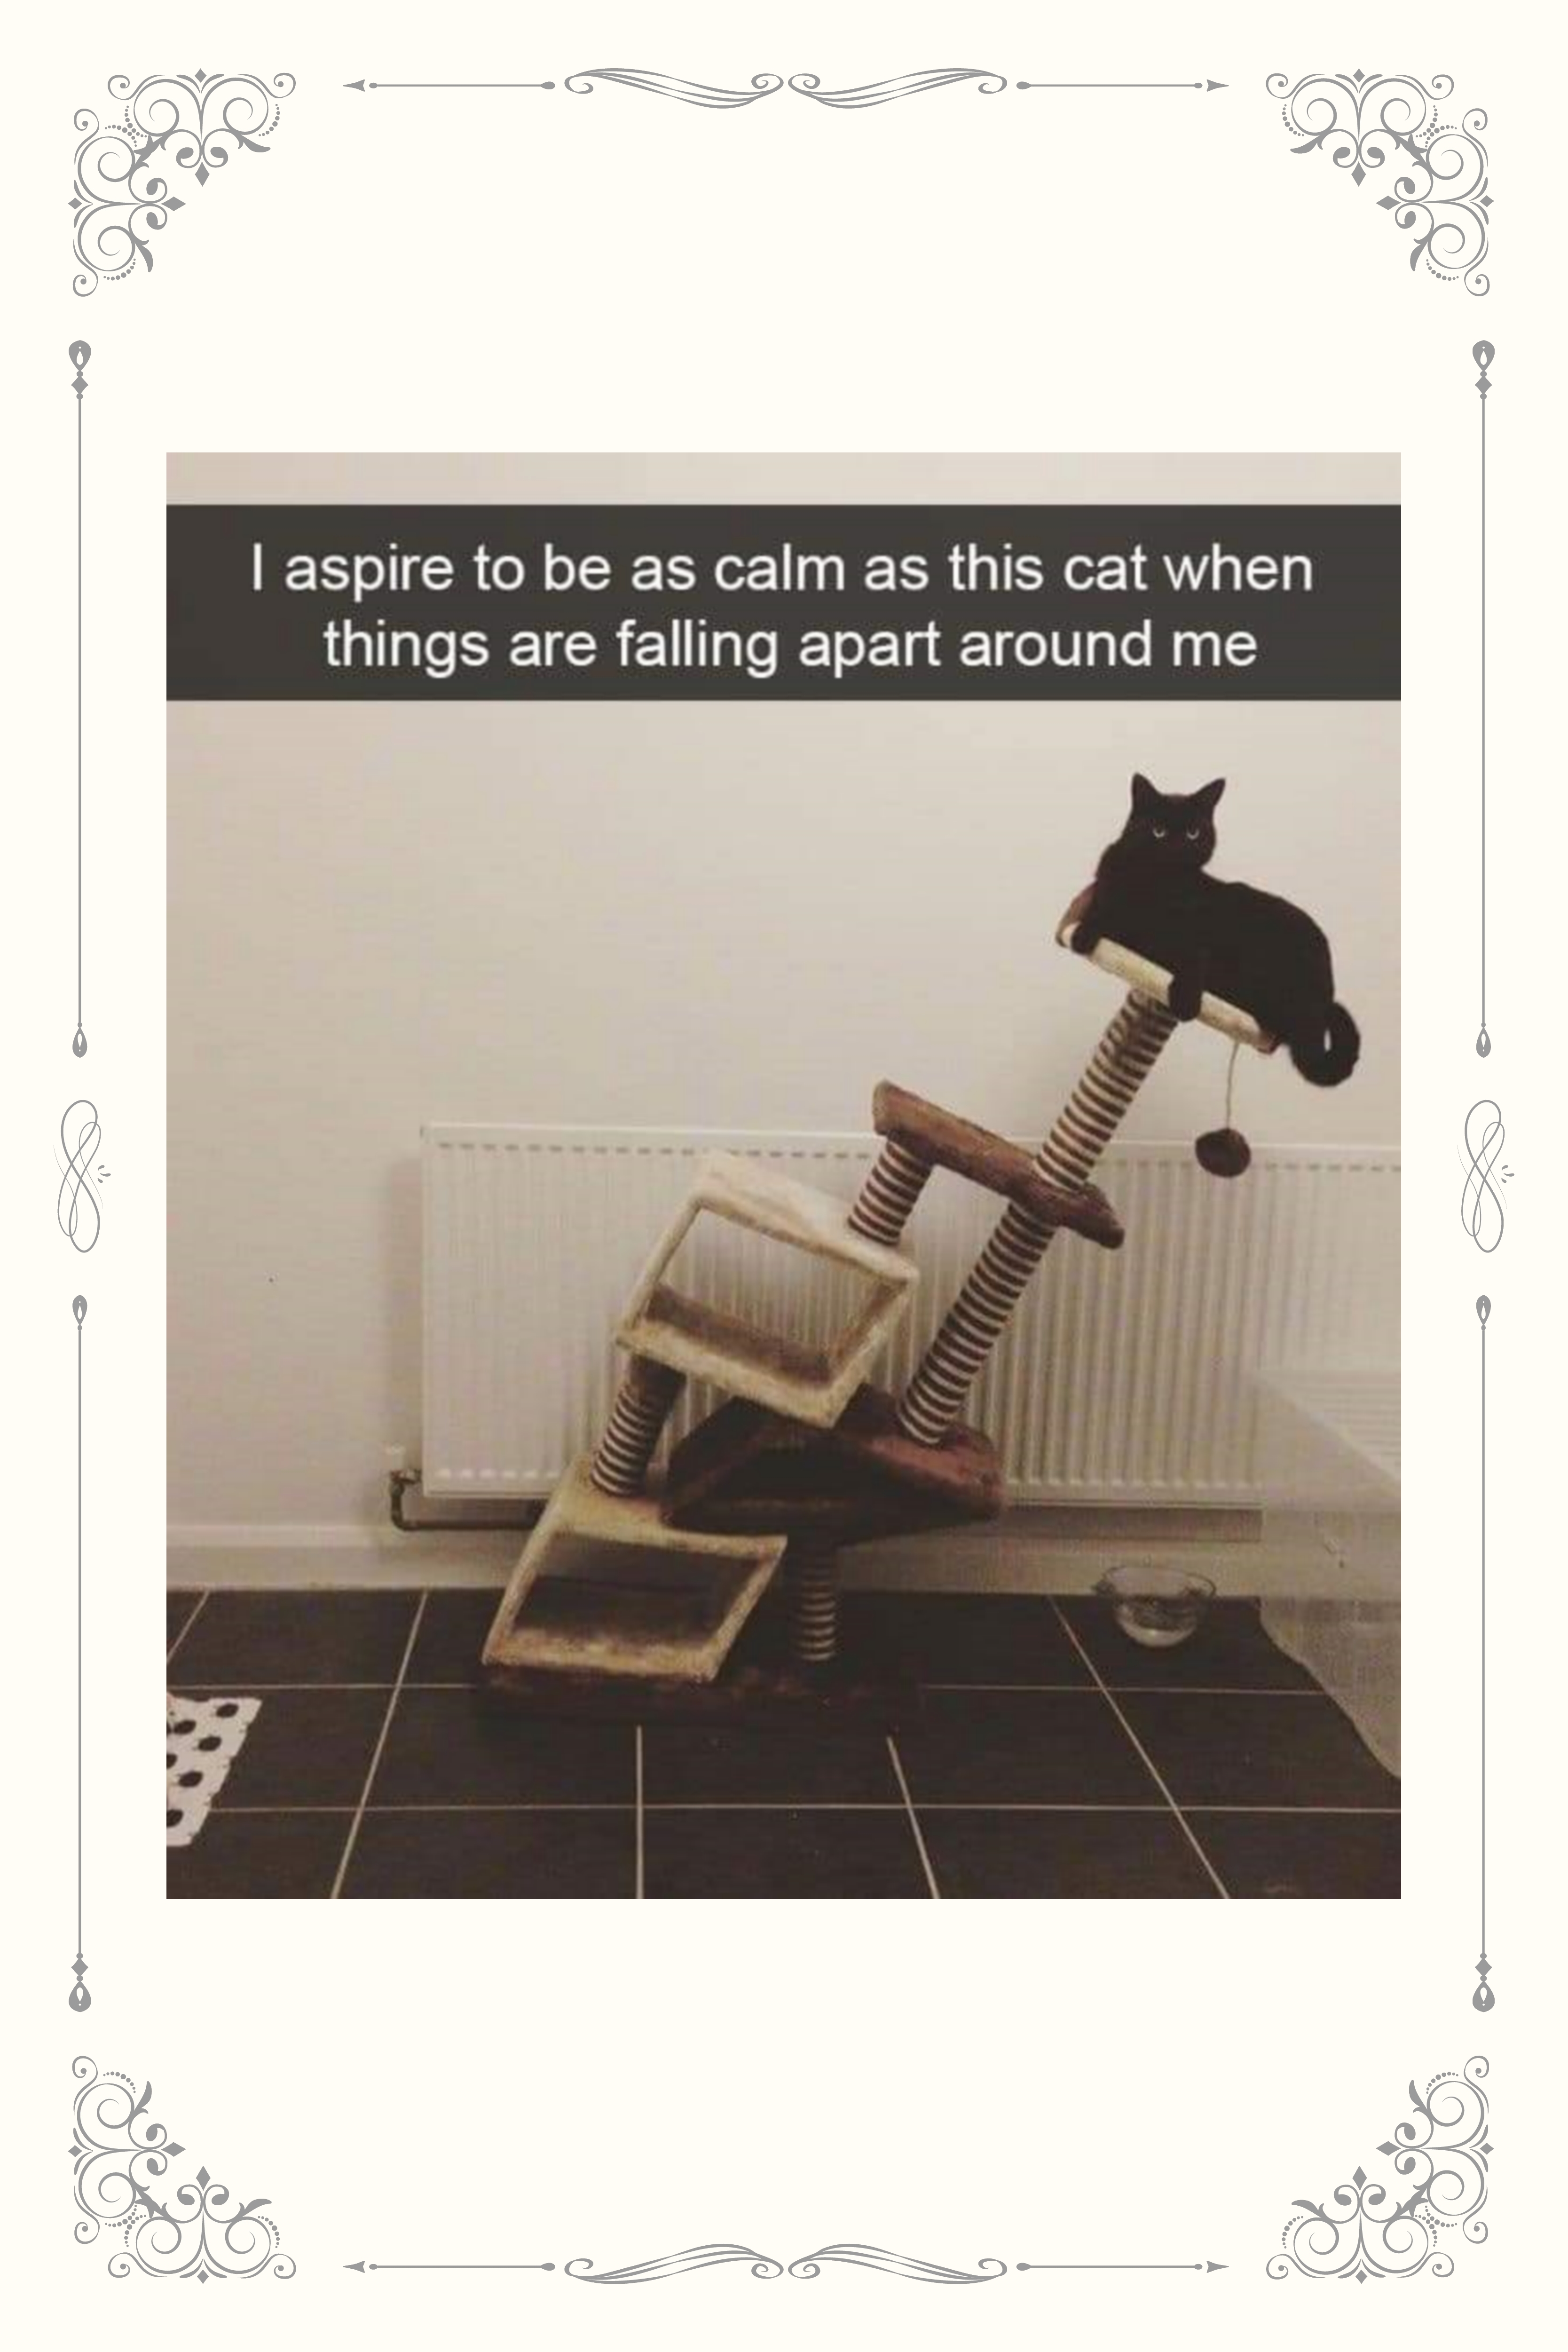 I aspire to be as calm as this cat when
things are falling apart around me